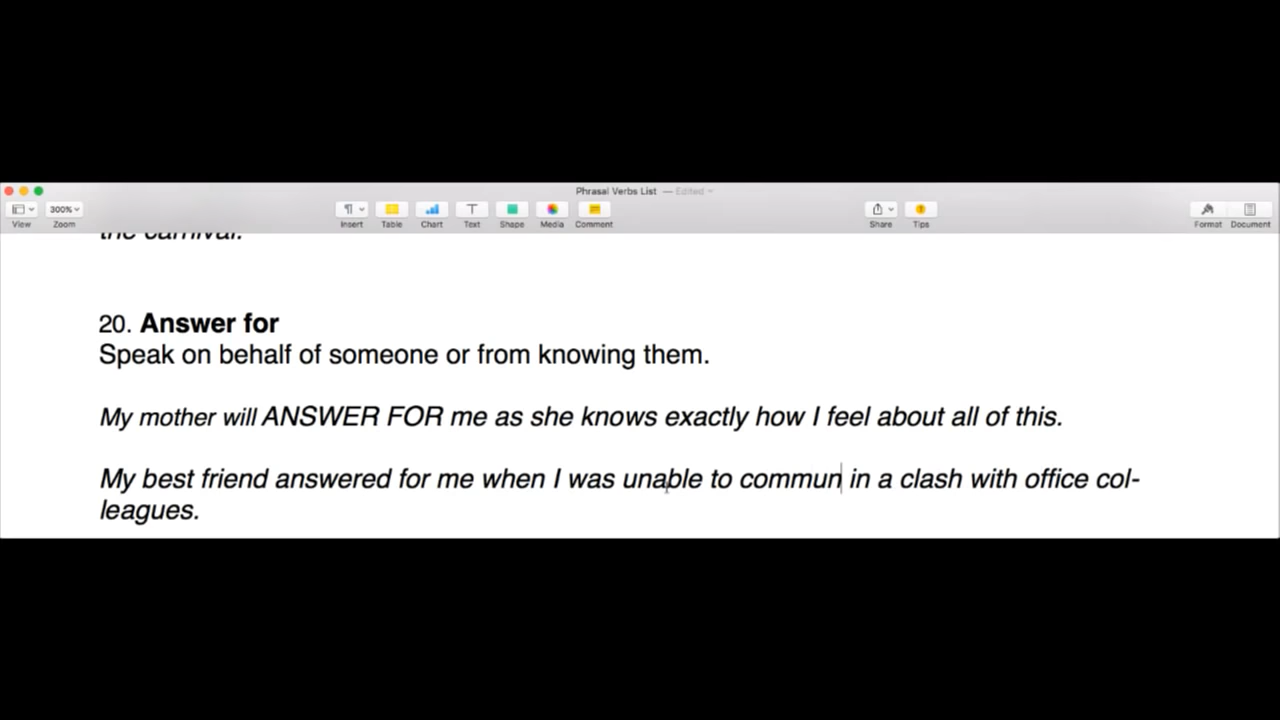 Phrasal Verbs List — Edited
300%
View Zoom Insert Table Chart Text Shape Media Comment Share Tips Format Document
the carnival.
20. Answer for
Speak on behalf of someone or from knowing them.
My mother will ANSWER FOR me as she knows exactly how I feel about all of this.
My best friend answered for me when I was unable to commun in a clash with office col-
leagues.